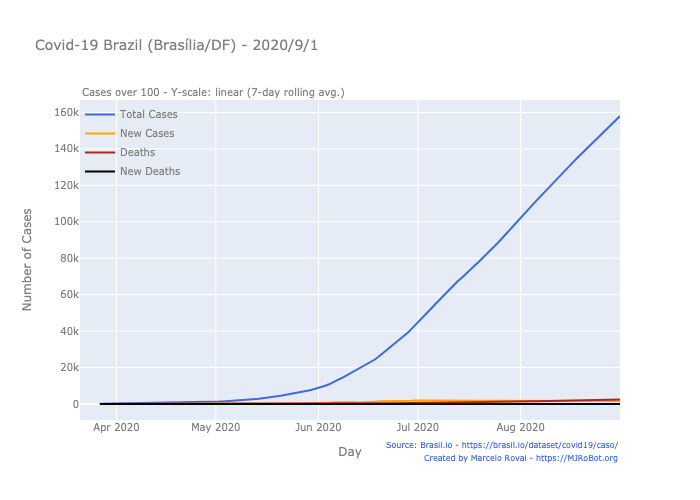 Covid-19 Brazil (Brasília/DF) - 2020/9/1
Cases over 100 - Y-scale: linear (7-day rolling avg.)
Total Cases
New Cases
Deaths
New Deaths
160k
140k
120k
100k
80k
60k
40k
20k
0
Number of Cases
Apr 2020
May 2020
Jun 2020
Jul 2020
Aug 2020
Day
Source: Brasil.io - https://brasil.io/dataset/covid19/caso/
Created by Marcelo Rovai - https://MJRoBot.org